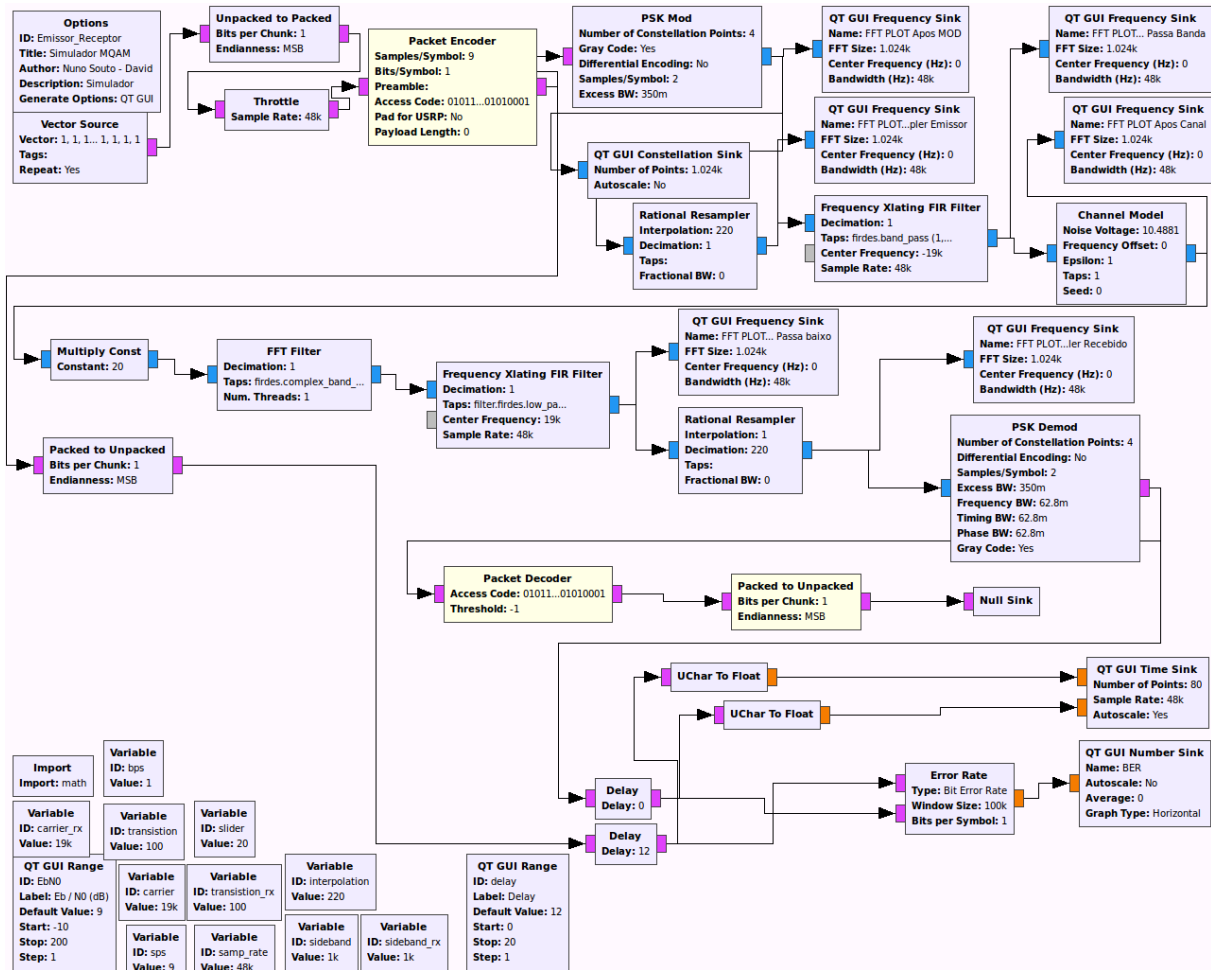 Options
ID: Emissor_Receptor
Title: Simulador MQAM
Author: Nuno Souto - David
Description: Simulador
Generate Options: QT GUI
Vector Source
Vector: 1, 1, 1... 1, 1, 1, 1
Tags:
Repeat: Yes
Unpacked to Packed
Bits per Chunk: 1
Endianness: MSB
Throttle
Sample Rate: 48k
Packet Encoder
Samples/Symbol: 9
Bits/Symbol: 1
Preamble:
Access Code: 01011...01010001
Pad for USRP: No
Payload Length: 0
PSK Mod
Number of Constellation Points: 4
Gray Code: Yes
Differential Encoding: No
Samples/Symbol: 2
Excess BW: 350m
QT GUI Frequency Sink
Name: FFT PLOT Apos MOD
FFT Size: 1.024k
Center Frequency (Hz): 0
Bandwidth (Hz): 48k
QT GUI Frequency Sink
Name: FFT PLOT... Passa Banda
FFT Size: 1.024k
Center Frequency (Hz): 0
Bandwidth (Hz): 48k
QT GUI Frequency Sink
Name: FFT PLOT...pler Emissor
FFT Size: 1.024k
Center Frequency (Hz): 0
Bandwidth (Hz): 48k
QT GUI Frequency Sink
Name: FFT PLOT Apos Canal
FFT Size: 1.024k
Center Frequency (Hz): 0
Bandwidth (Hz): 48k
QT GUI Constellation Sink
Number of Points: 1.024k
Autoscale: No
Rational Resampler
Interpolation: 220
Decimation: 1
Taps:
Fractional BW: 0
Frequency Xlating FIR Filter
Decimation: 1
Taps: firdes.band_pass (1,...
Center Frequency: -19k
Sample Rate: 48k
Channel Model
Noise Voltage: 10.4881
Frequency Offset: 0
Epsilon: 1
Taps: 1
Seed: 0
Multiply Const
Constant: 20
FFT Filter
Decimation: 1
Taps: firdes.complex_band_...
Num. Threads: 1
Frequency Xlating FIR Filter
Decimation: 1
Taps: filter.firdes.low_pa...
Center Frequency: 19k
Sample Rate: 48k
QT GUI Frequency Sink
Name: FFT PLOT... Passa baixo
FFT Size: 1.024k
Center Frequency (Hz): 0
Bandwidth (Hz): 48k
Rational Resampler
Interpolation: 1
Decimation: 220
Taps:
Fractional BW: 0
QT GUI Frequency Sink
Name: FFT PLOT...ler Recebido
FFT Size: 1.024k
Center Frequency (Hz): 0
Bandwidth (Hz): 48k
PSK Demod
Number of Constellation Points: 4
Differential Encoding: No
Samples/Symbol: 2
Excess BW: 350m
Frequency BW: 62.8m
Timing BW: 62.8m
Phase BW: 62.8m
Gray Code: Yes
Packed to Unpacked
Bits per Chunk: 1
Endianness: MSB
Packet Decoder
Access Code: 01011...01010001
Threshold: -1
Packed to Unpacked
Bits per Chunk: 1
Endianness: MSB
Null Sink
UChar To Float
UChar To Float
QT GUI Time Sink
Number of Points: 80
Sample Rate: 48k
Autoscale: Yes
Delay
Delay: 0
Delay
Delay: 12
Error Rate
Type: Bit Error Rate
Window Size: 100k
Bits per Symbol: 1
QT GUI Number Sink
Name: BER
Autoscale: No
Average: 0
Graph Type: Horizontal
Import
Import: math
Variable
ID: bps
Value: 1
Variable
ID: carrier_rx
Value: 19k
Variable
ID: transistion
Value: 100
Variable
ID: slider
Value: 20
QT GUI Range
ID: EbN0
Label: Eb / N0 (dB)
Default Value: 9
Start: -10
Stop: 200
Step: 1
Variable
ID: carrier
Value: 19k
Variable
ID: transistion_rx
Value: 100
Variable
ID: interpolation
Value: 220
Variable
ID: sps
Value: 9
Variable
ID: samp_rate
Value: 48k
Variable
ID: sideband
Value: 1k
Variable
ID: sideband_rx
Value: 1k
QT GUI Range
ID: delay
Label: Delay
Default Value: 12
Start: 0
Stop: 20
Step: 1